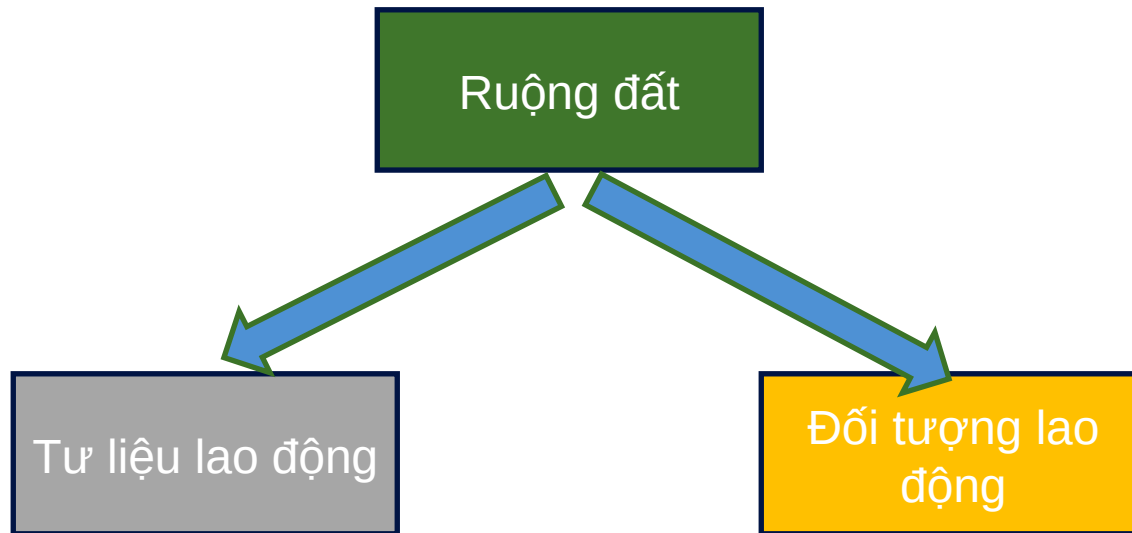 Ruộng đất
Tư liệu lao động
Đối tượng lao
động